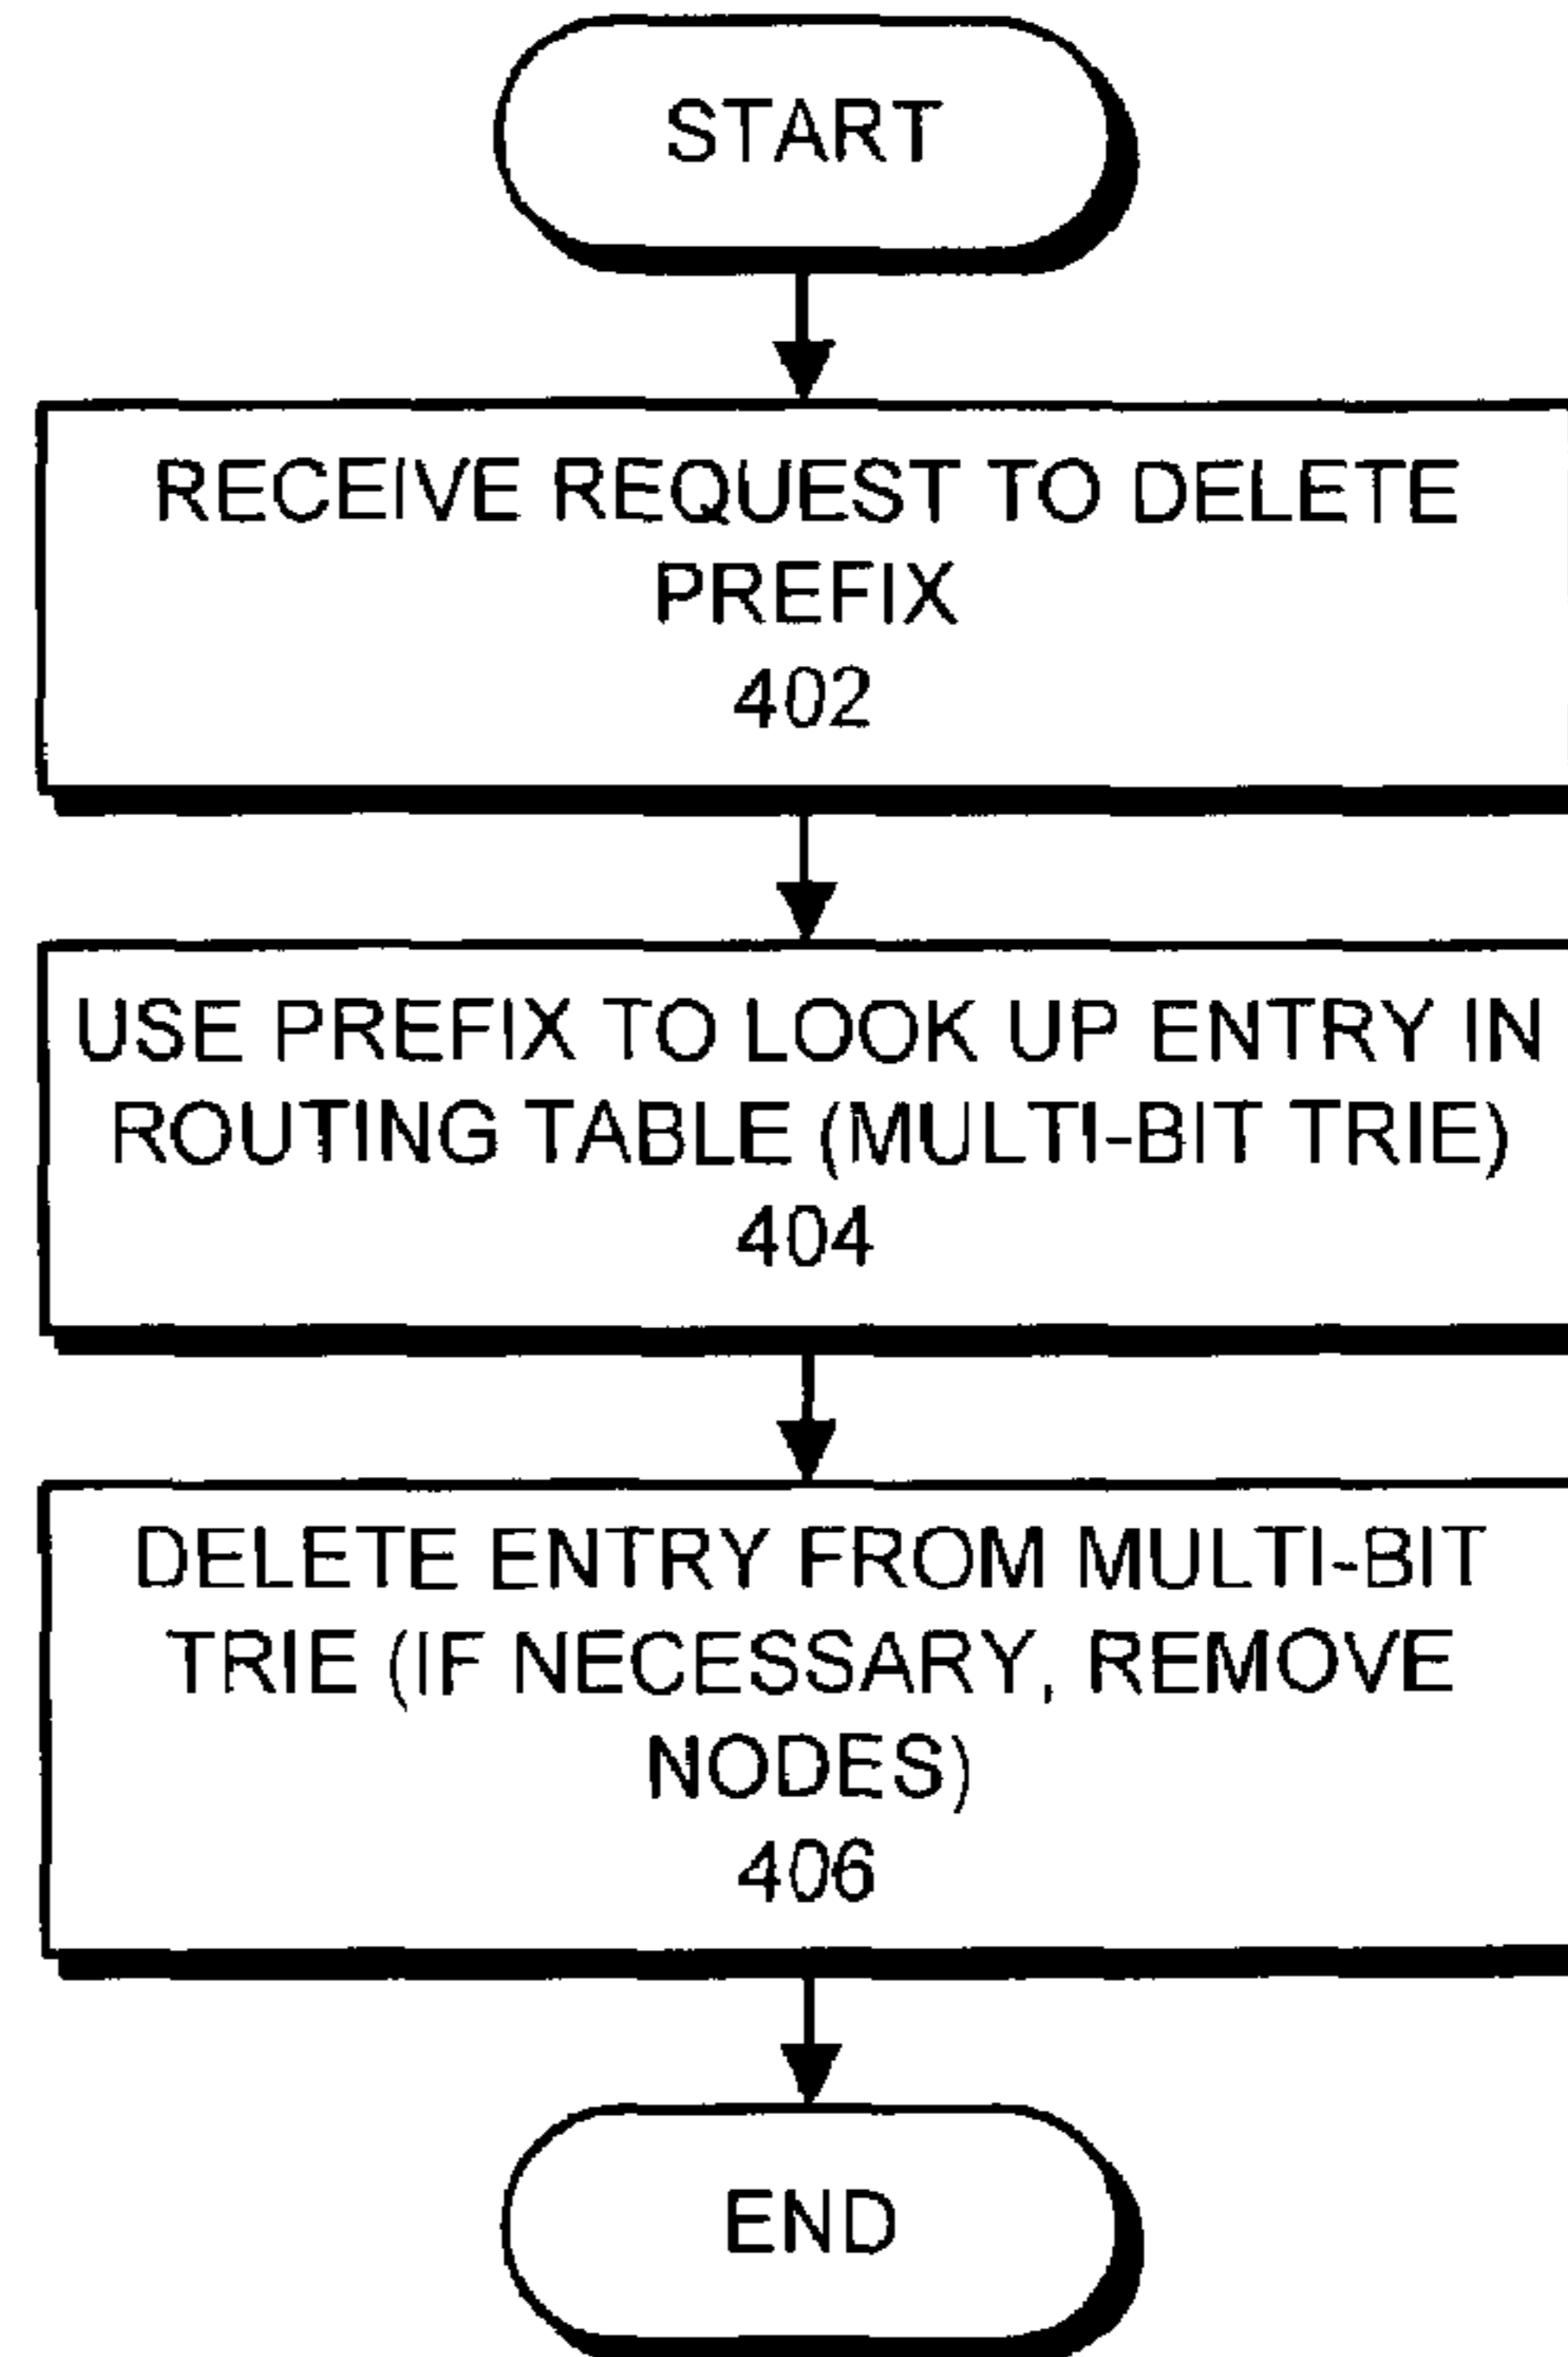 START
RECEIVE REQUEST TO DELETE
PREFIX
402
USE PREFIX TO LOOK UP ENTRY IN
ROUTING TABLE (MULTI-BIT TRIE)
404
DELETE ENTRY FROM MULTI-BIT
TRIE (IF NECESSARY, REMOVE
NODES)
406
END